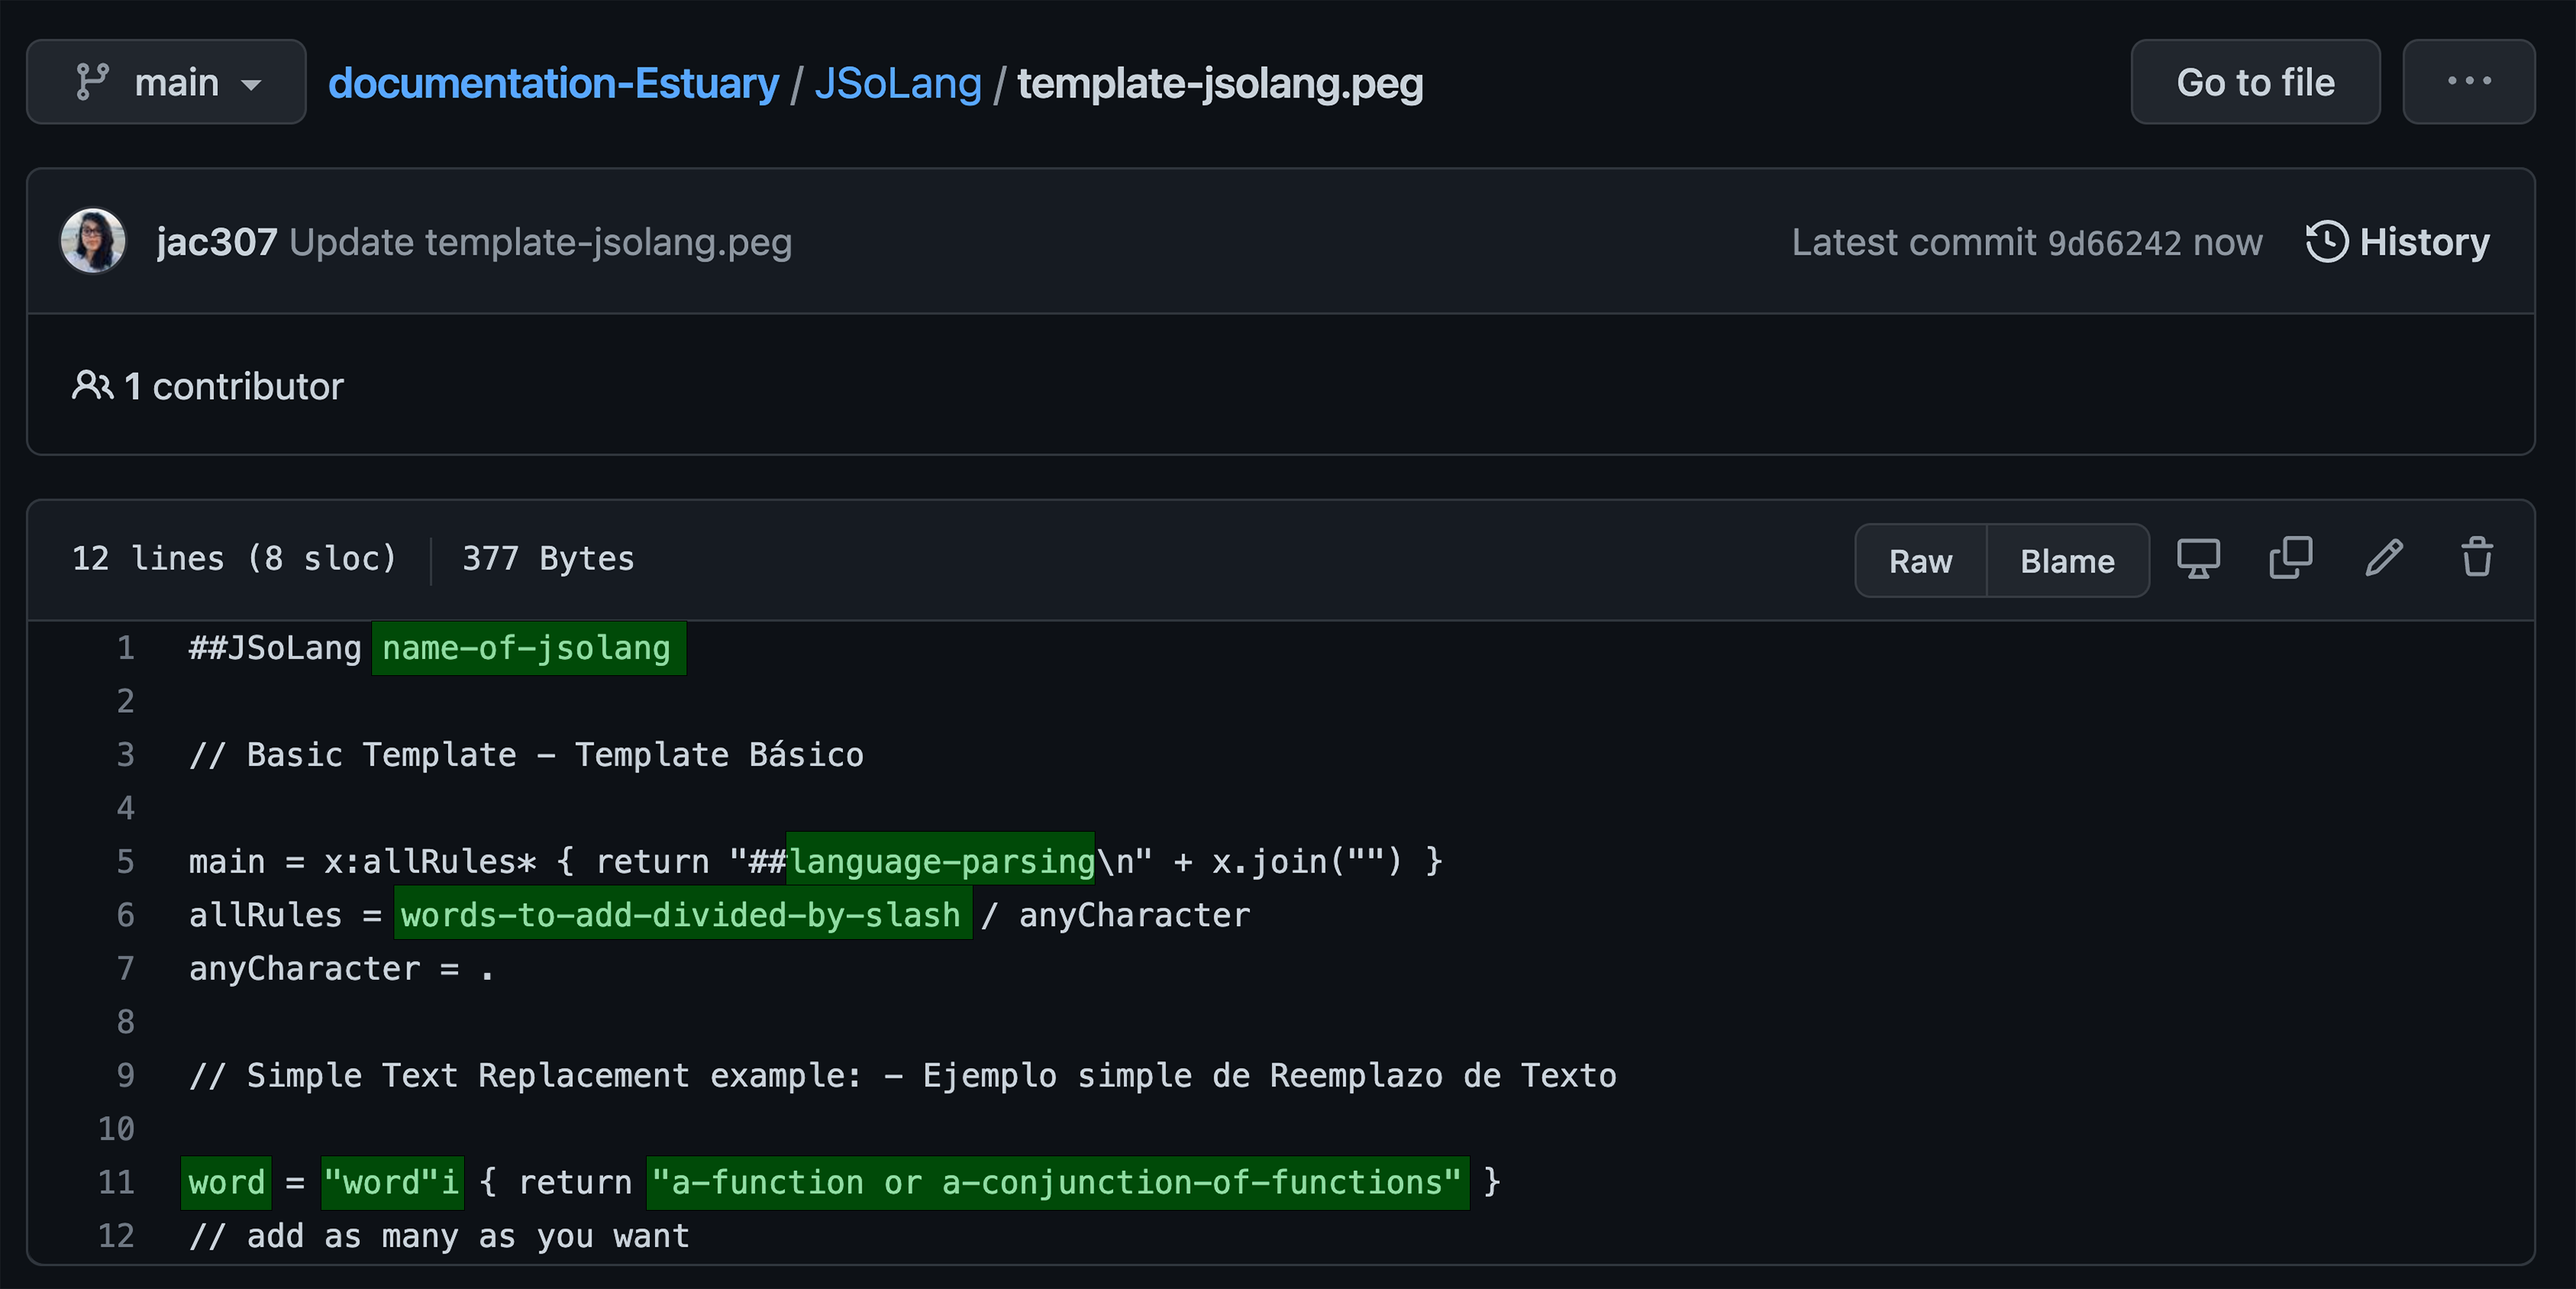 main documentation-Estuary / JSoLang / template-jsolang.peg Go to file ...
jac307 Update template-jsolang.peg Latest commit 9d66242 now History
1 contributor
12 lines (8 sloc) 377 Bytes Raw Blame
1 ##JSoLang name-of-jsolang
2
3 // Basic Template - Template Básico
4
5 main = x:allRules* { return "##language-parsing\n" + x.join("") }
6 allRules = words-to-add-divided-by-slash / anyCharacter
7 anyCharacter = .
8
9 // Simple Text Replacement example: - Ejemplo simple de Reemplazo de Texto
10
11 word = "word"i { return "a-function or a-conjunction-of-functions" }
12 // add as many as you want